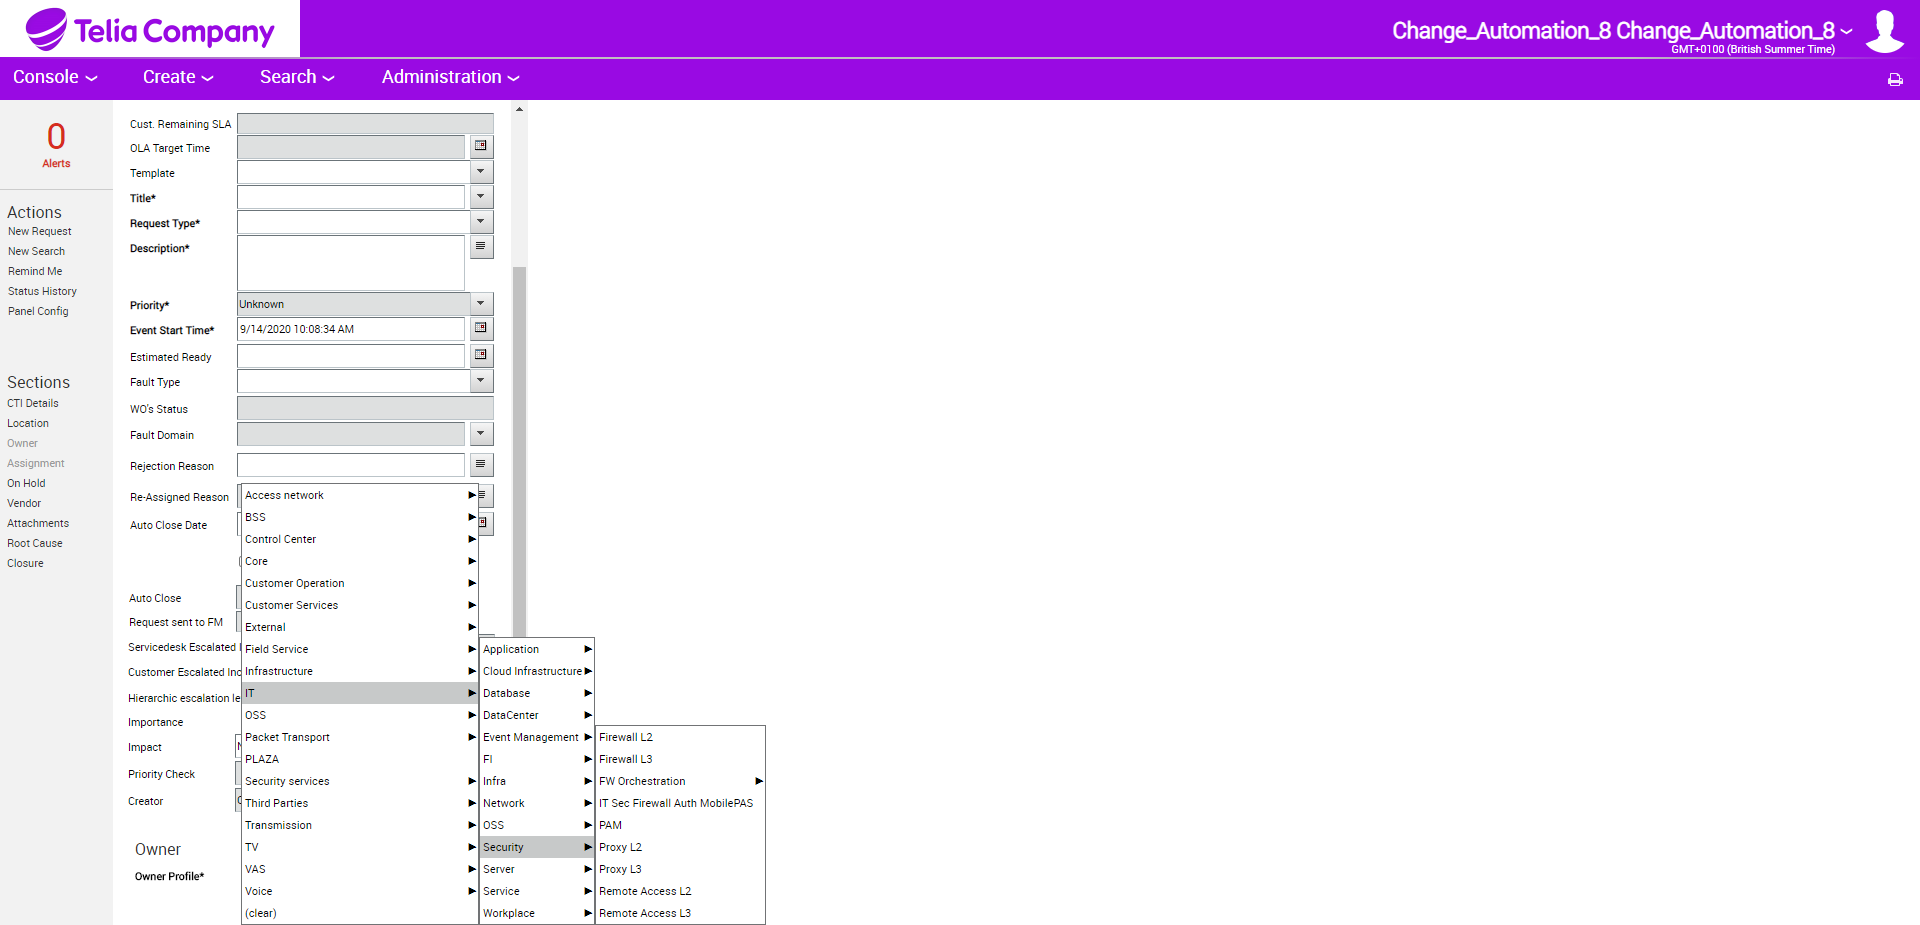 Telia Company
Change_Automation_8 Change_Automation_8
GMT+0100 (British Summer Time)
Console
Create
Search
Administration
0
Alerts
Actions
New Request
New Search
Remind Me
Status History
Panel Config
Sections
CTI Details
Location
Owner
Assignment
On Hold
Vendor
Attachments
Root Cause
Closure
Cust. Remaining SLA
OLA Target Time
Template
Title*
Request Type*
Description*
Priority* Unknown
Event Start Time* 9/14/2020 10:08:34 AM
Estimated Ready
Fault Type
WO's Status
Fault Domain
Rejection Reason
Re-Assigned Reason
Auto Close Date
Auto Close
Request sent to FM
Servicedesk Escalated
Customer Escalated Inc
Hierarchic escalation le
Importance
Impact
Priority Check
Creator
Owner
Owner Profile*
Access network
BSS
Control Center
Core
Customer Operation
Customer Services
External
Field Service
Infrastructure
IT
OSS
Packet Transport
PLAZA
Security services
Third Parties
Transmission
TV
VAS
Voice
(clear)
Application
Cloud Infrastructure
Database
DataCenter
Event Management
FI
Infra
Network
OSS
Security
Server
Service
Workplace
Firewall L2
Firewall L3
FW Orchestration
IT Sec Firewall Auth MobilePAS
PAM
Proxy L2
Proxy L3
Remote Access L2
Remote Access L3